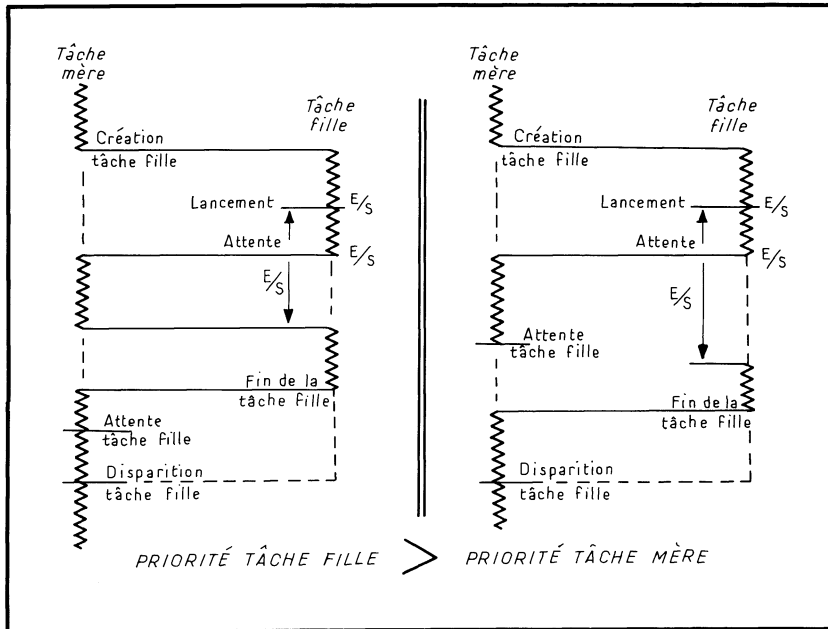 Tâche
mère
Tâche
fille
Création
tâche fille
Lancement
E/S
Attente
E/S
E/S
Fin de la
tâche fille
Attente
tâche fille
Disparition
tâche fille
Tâche
mère
Tâche
fille
Création
tâche fille
Lancement
E/S
Attente
E/S
E/S
Attente
tâche fille
Fin de la
tâche fille
Disparition
tâche fille
PRIORITÉ TÂCHE FILLE > PRIORITÉ TÂCHE MÈRE